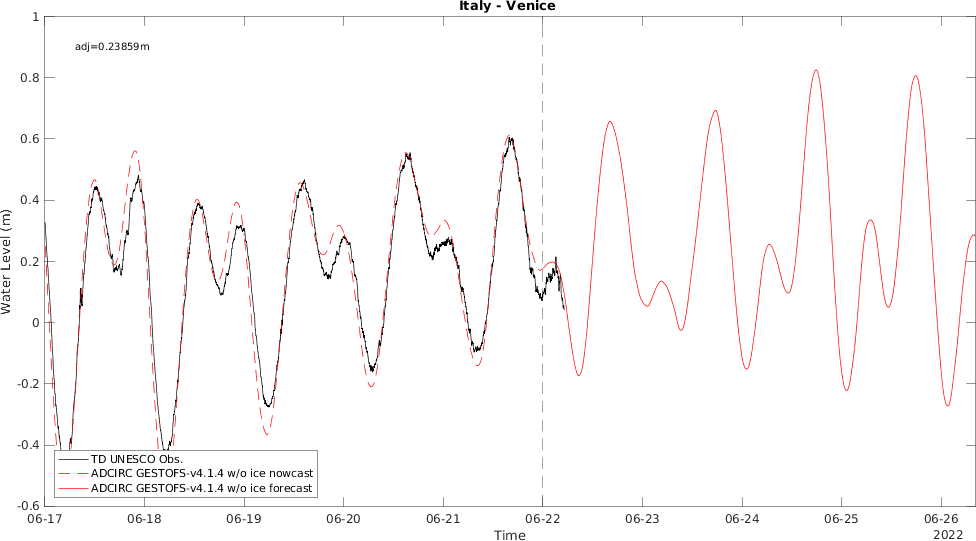 Italy - Venice
adj=0.23859m
Water Level (m)
1
0.8
0.6
0.4
0.2
0
-0.2
-0.4
-0.6
TD UNESCO Obs.
ADCIRC GESTOFS-v4.1.4 w/o ice nowcast
ADCIRC GESTOFS-v4.1.4 w/o ice forecast
06-17 06-18 06-19 06-20 06-21 06-22 06-23 06-24 06-25 06-26
Time
2022